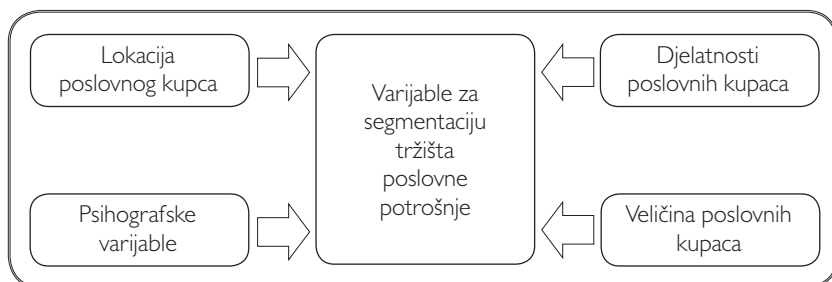 Lokacija
poslovnog kupca
Psihografske
varijable
Varijable za
segmentaciju
tržišta
poslovne
potrošnje
Djelatnosti
poslovnih kupaca
Veličina poslovnih
kupaca